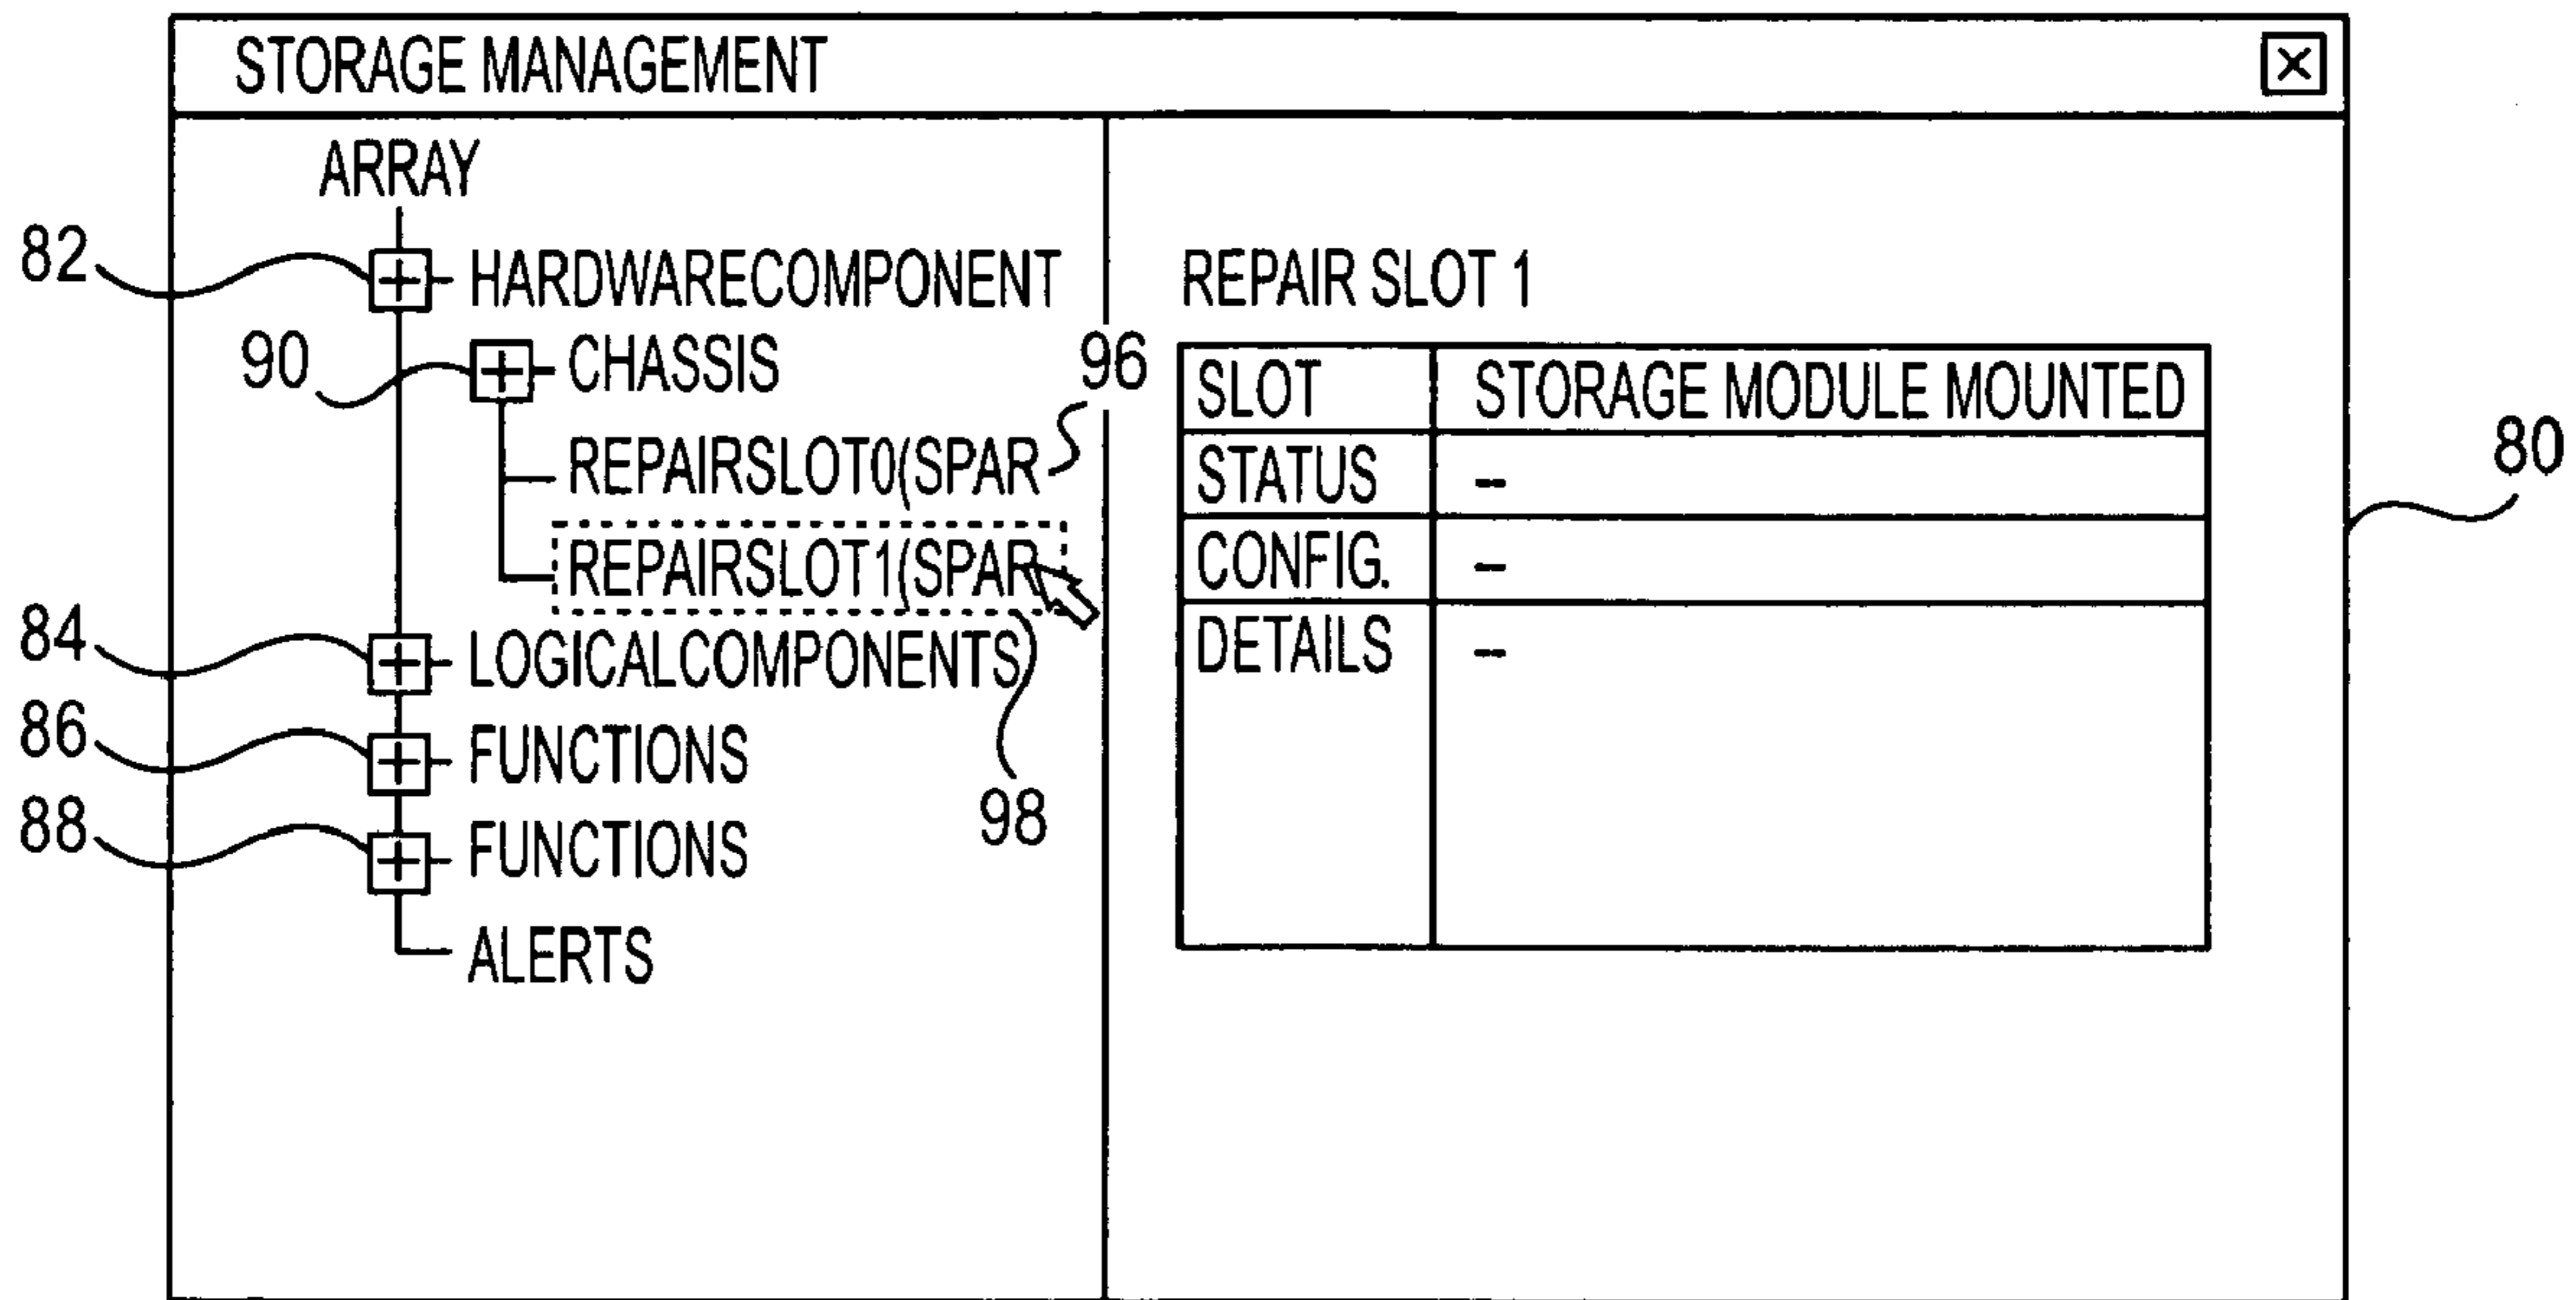 STORAGE MANAGEMENT
ARRAY
82
HARDWARECOMPONENT
90
CHASSIS
96
REPAIRSLOT0(SPAR
REPAIRSLOT1(SPAR
84
LOGICALCOMPONENTS
86
FUNCTIONS
98
88
FUNCTIONS
ALERTS
REPAIR SLOT 1
SLOT STORAGE MODULE MOUNTED
STATUS –
CONFIG. –
DETAILS –
80